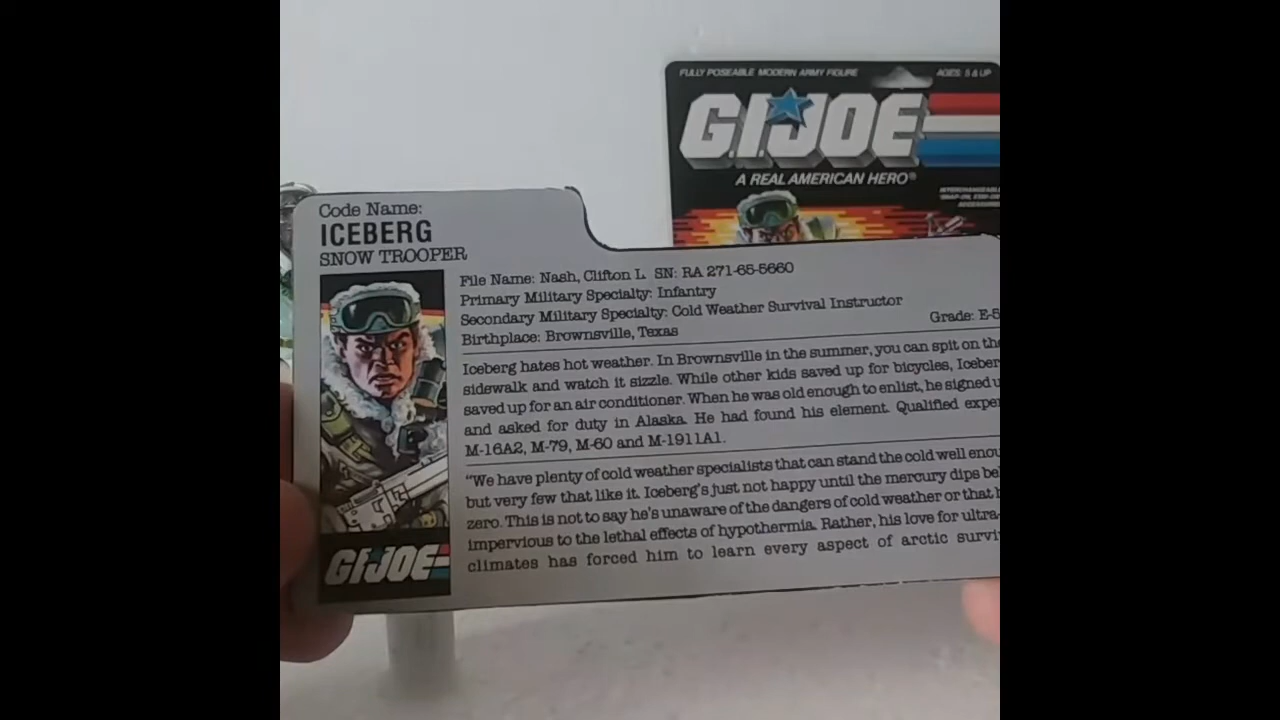 FULLY POSEABLE MODERN ARMY FIGURE AGES: 5 & UP
G.I. JOE
A REAL AMERICAN HERO®
INTERCHANGEABLE
Code Name:
ICEBERG
SNOW TROOPER
File Name: Nash, Clifton L. SN: RA 271-65-5660
Primary Military Specialty: Infantry
Secondary Military Specialty: Cold Weather Survival Instructor
Birthplace: Brownsville, Texas Grade: E-5
Iceberg hates hot weather. In Brownsville in the summer, you can spit on the
sidewalk and watch it sizzle. While other kids saved up for bicycles, Iceber
saved up for an air conditioner. When he was old enough to enlist, he signed u
and asked for duty in Alaska. He had found his element. Qualified expe
M-16A2, M-79, M-60 and M-1911A1.
"We have plenty of cold weather specialists that can stand the cold well enou
but very few that like it. Iceberg's just not happy until the mercury dips be
zero. This is not to say he's unaware of the dangers of cold weather or that h
impervious to the lethal effects of hypothermia. Rather, his love for ultra-
climates has forced him to learn every aspect of arctic survi
GI JOE